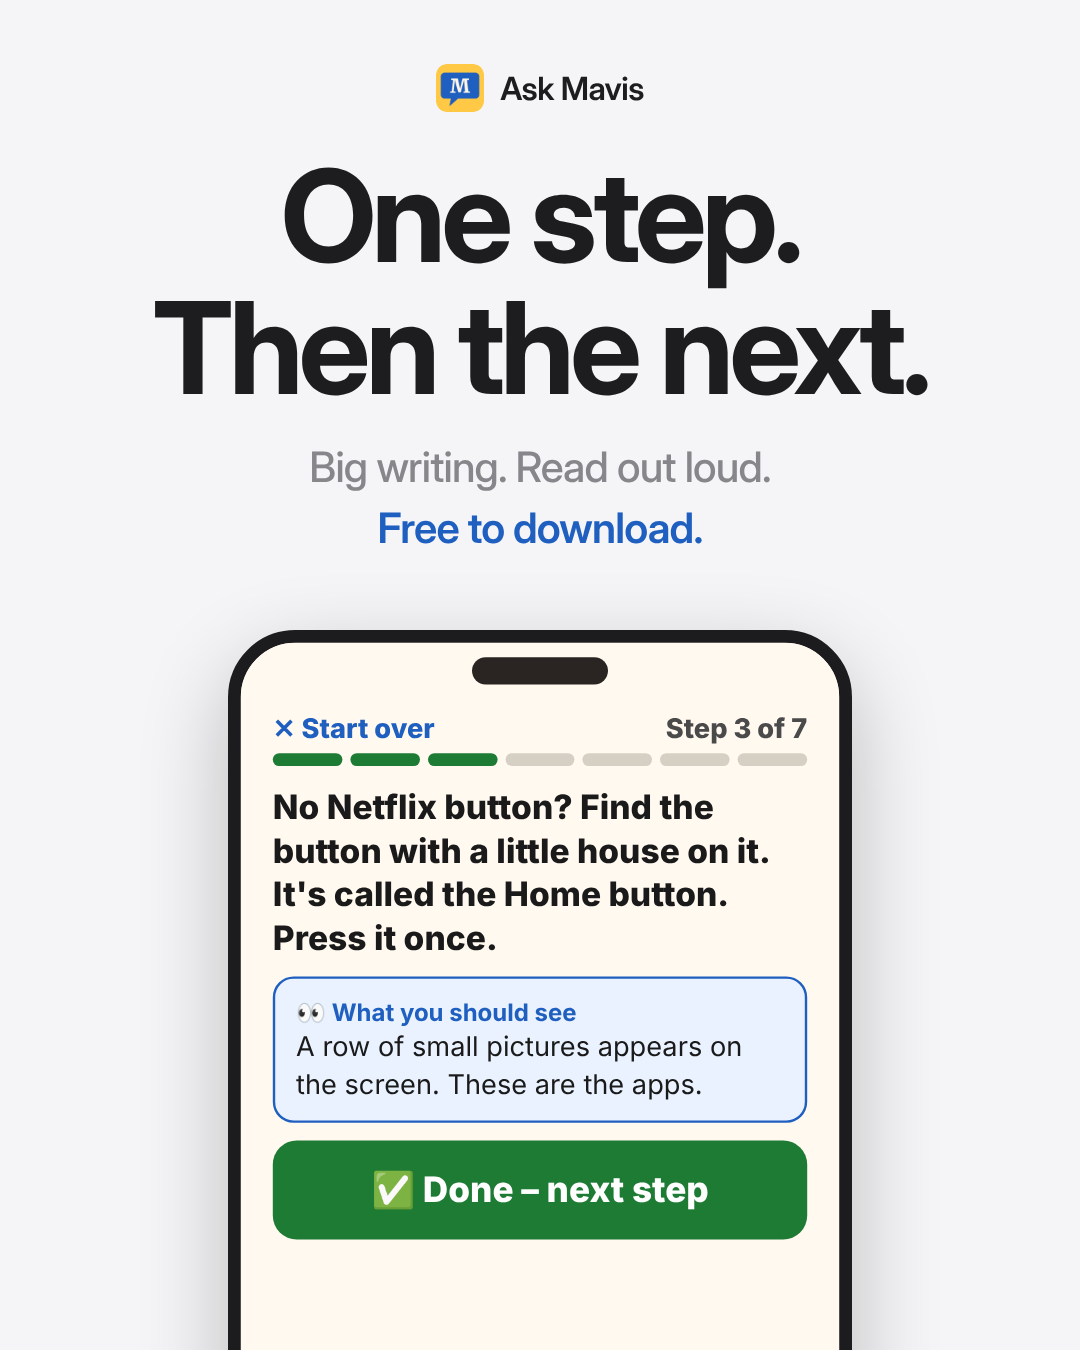 M
Ask Mavis
One step.
Then the next.
Big writing. Read out loud.
Free to download.
✕ Start over
Step 3 of 7
No Netflix button? Find the
button with a little house on it.
It's called the Home button.
Press it once.
👀 What you should see
A row of small pictures appears on
the screen. These are the apps.
✅ Done – next step